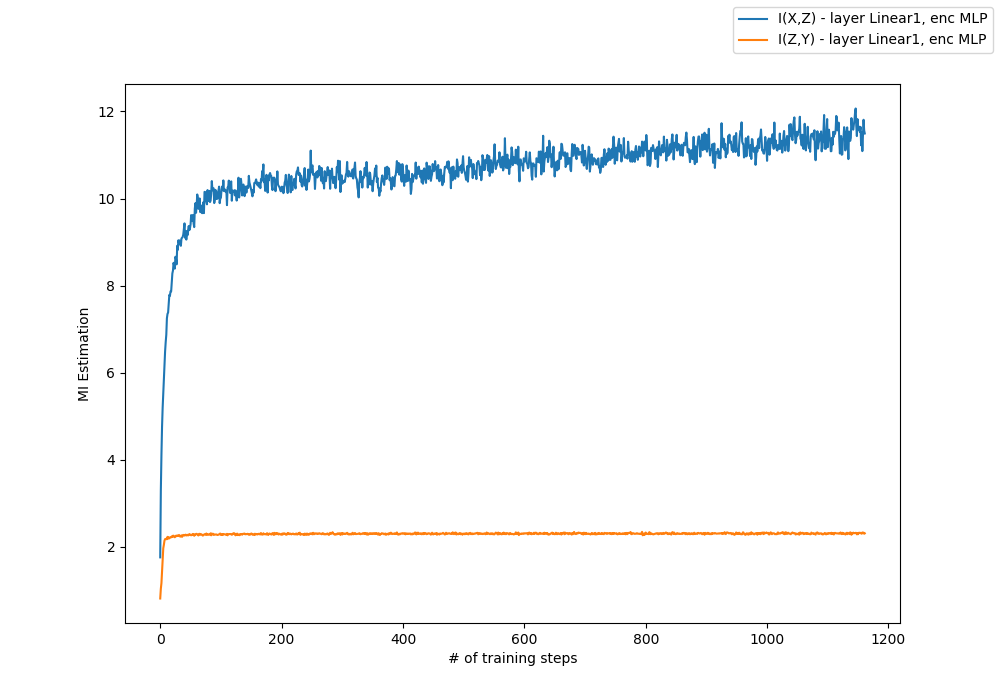 I(X,Z) - layer Linear1, enc MLP
I(Z,Y) - layer Linear1, enc MLP
12
10
8
6
4
2
MI Estimation
0 200 400 600 800 1000 1200
# of training steps